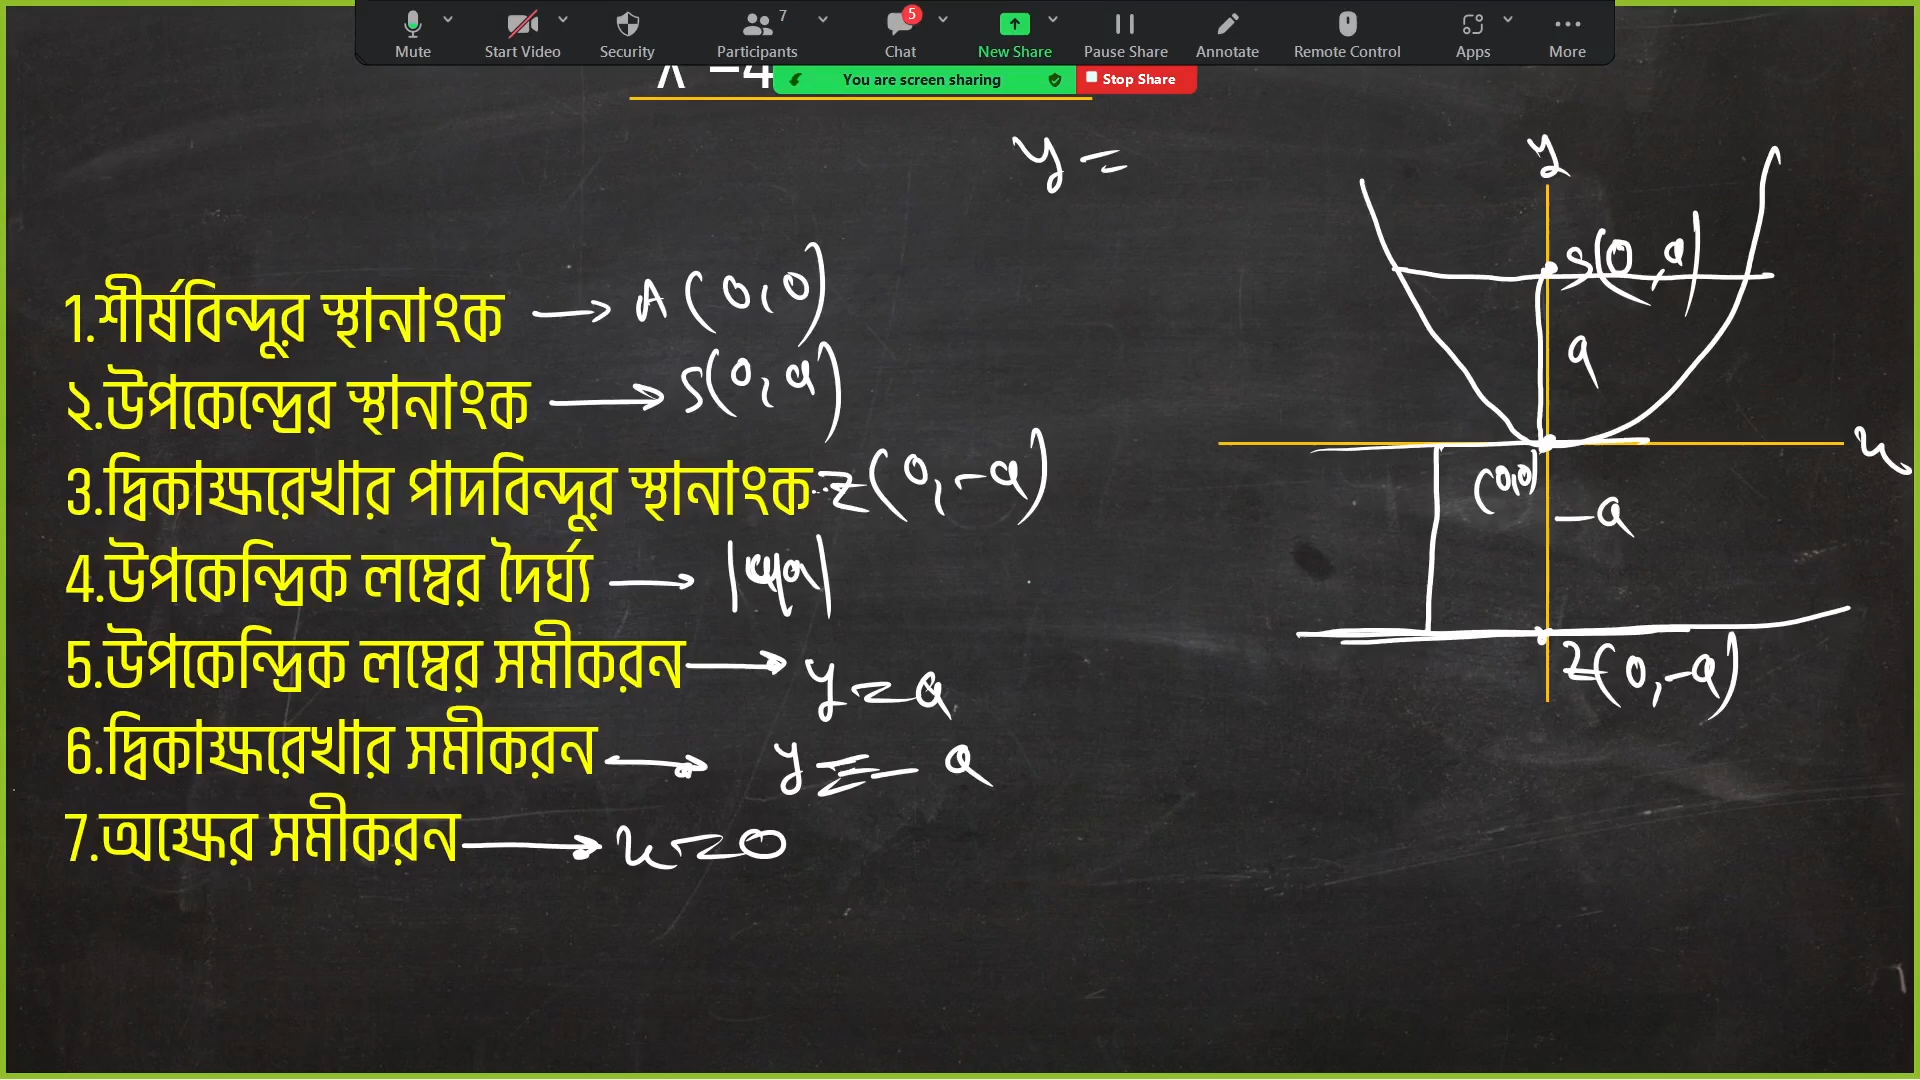 Mute Start Video Security Participants 7 Chat 5 New Share Pause Share Annotate Remote Control Apps More
You are screen sharing Stop Share
y =
1.শীর্ষবিন্দুর স্থানাংক → A (0,0)
২.উপকেন্দ্রের স্থানাংক → S(0, a)
3.দ্বিকাক্ষরেখার পাদবিন্দুর স্থানাংক Z(0, -a)
4.উপকেন্দ্রিক লম্বের দৈর্ঘ্য → |4a|
5.উপকেন্দ্রিক লম্বের সমীকরন → y = a
6.দ্বিকাক্ষরেখার সমীকরন → y = - a
7.অক্ষের সমীকরন → x = 0
y
S(0, a)
a
x
(0,0)
-a
Z(0, -a)